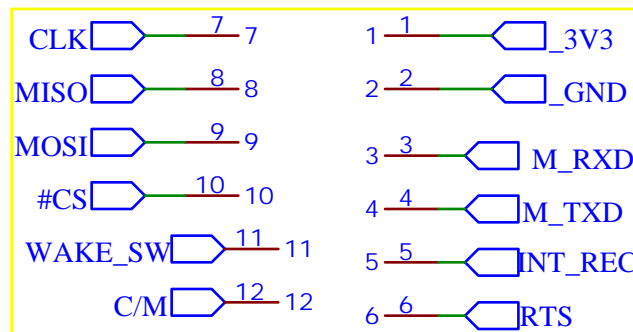 CLK 7 7
MISO 8 8
MOSI 9 9
#CS 10 10
WAKE_SW 11 11
C/M 12 12
1 1 _3V3
2 2 _GND
3 3 M_RXD
4 4 M_TXD
5 5 INT_REC
6 6 RTS